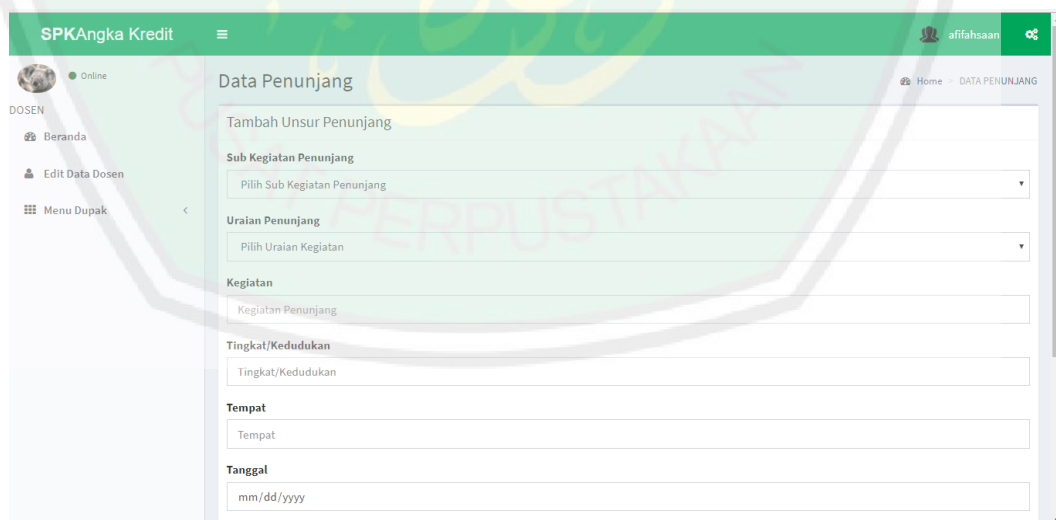 SPKAngka Kredit
afifahsaan
Online
DOSEN
Beranda
Edit Data Dosen
Menu Dupak
Data Penunjang
Home > DATA PENUNJANG
Tambah Unsur Penunjang
Sub Kegiatan Penunjang
Pilih Sub Kegiatan Penunjang
Uraian Penunjang
Pilih Uraian Kegiatan
Kegiatan
Kegiatan Penunjang
Tingkat/Kedudukan
Tingkat/Kedudukan
Tempat
Tempat
Tanggal
mm/dd/yyyy
PUSAT PERPUSTAKAAN